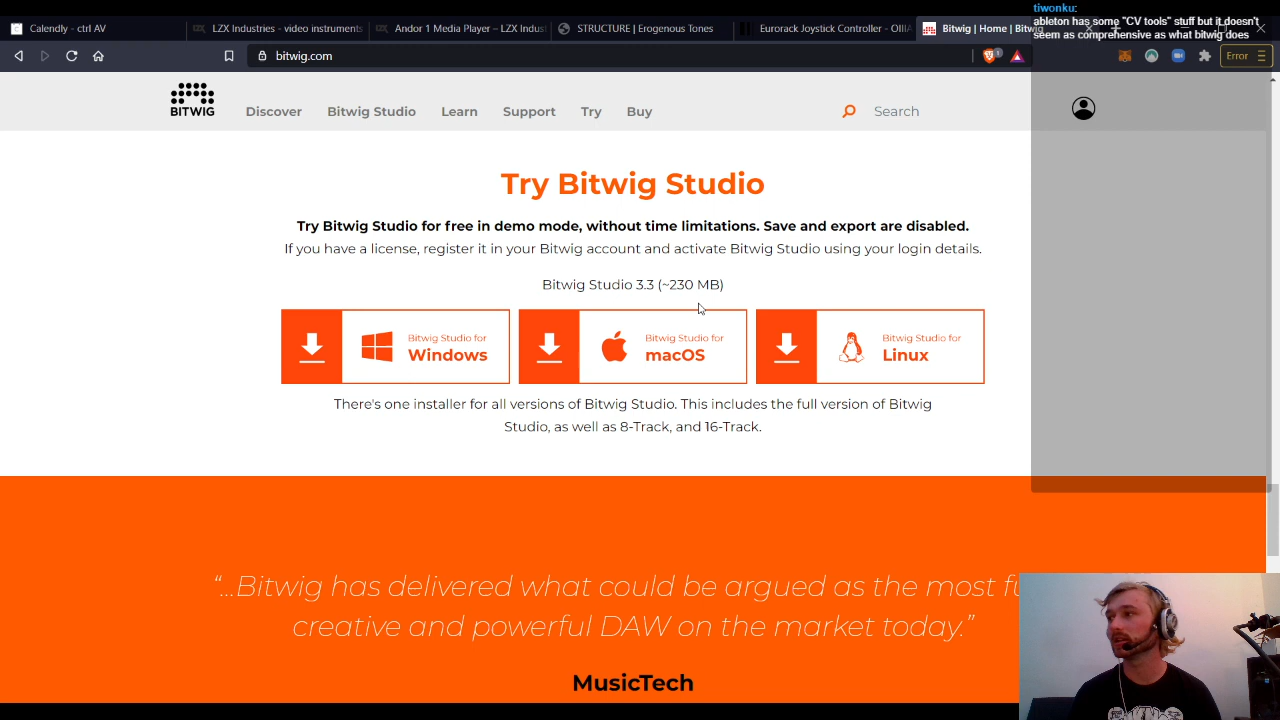 tiwonku:
ableton has some "CV tools" stuff but it doesn't
seem as comprehensive as what bitwig does
Calendly - ctrl AV
LZX Industries - video instruments
Andor 1 Media Player – LZX Indust
STRUCTURE | Erogenous Tones
Eurorack Joystick Controller - OlllA
Bitwig | Home | Bitwig
bitwig.com
1
Error
BITWIG
Discover
Bitwig Studio
Learn
Support
Try
Buy
Search
Try Bitwig Studio
Try Bitwig Studio for free in demo mode, without time limitations. Save and export are disabled.
If you have a license, register it in your Bitwig account and activate Bitwig Studio using your login details.
Bitwig Studio 3.3 (~230 MB)
Bitwig Studio for
Windows
Bitwig Studio for
macOS
Bitwig Studio for
Linux
There's one installer for all versions of Bitwig Studio. This includes the full version of Bitwig
Studio, as well as 8-Track, and 16-Track.
“...Bitwig has delivered what could be argued as the most
creative and powerful DAW on the market today.”
MusicTech